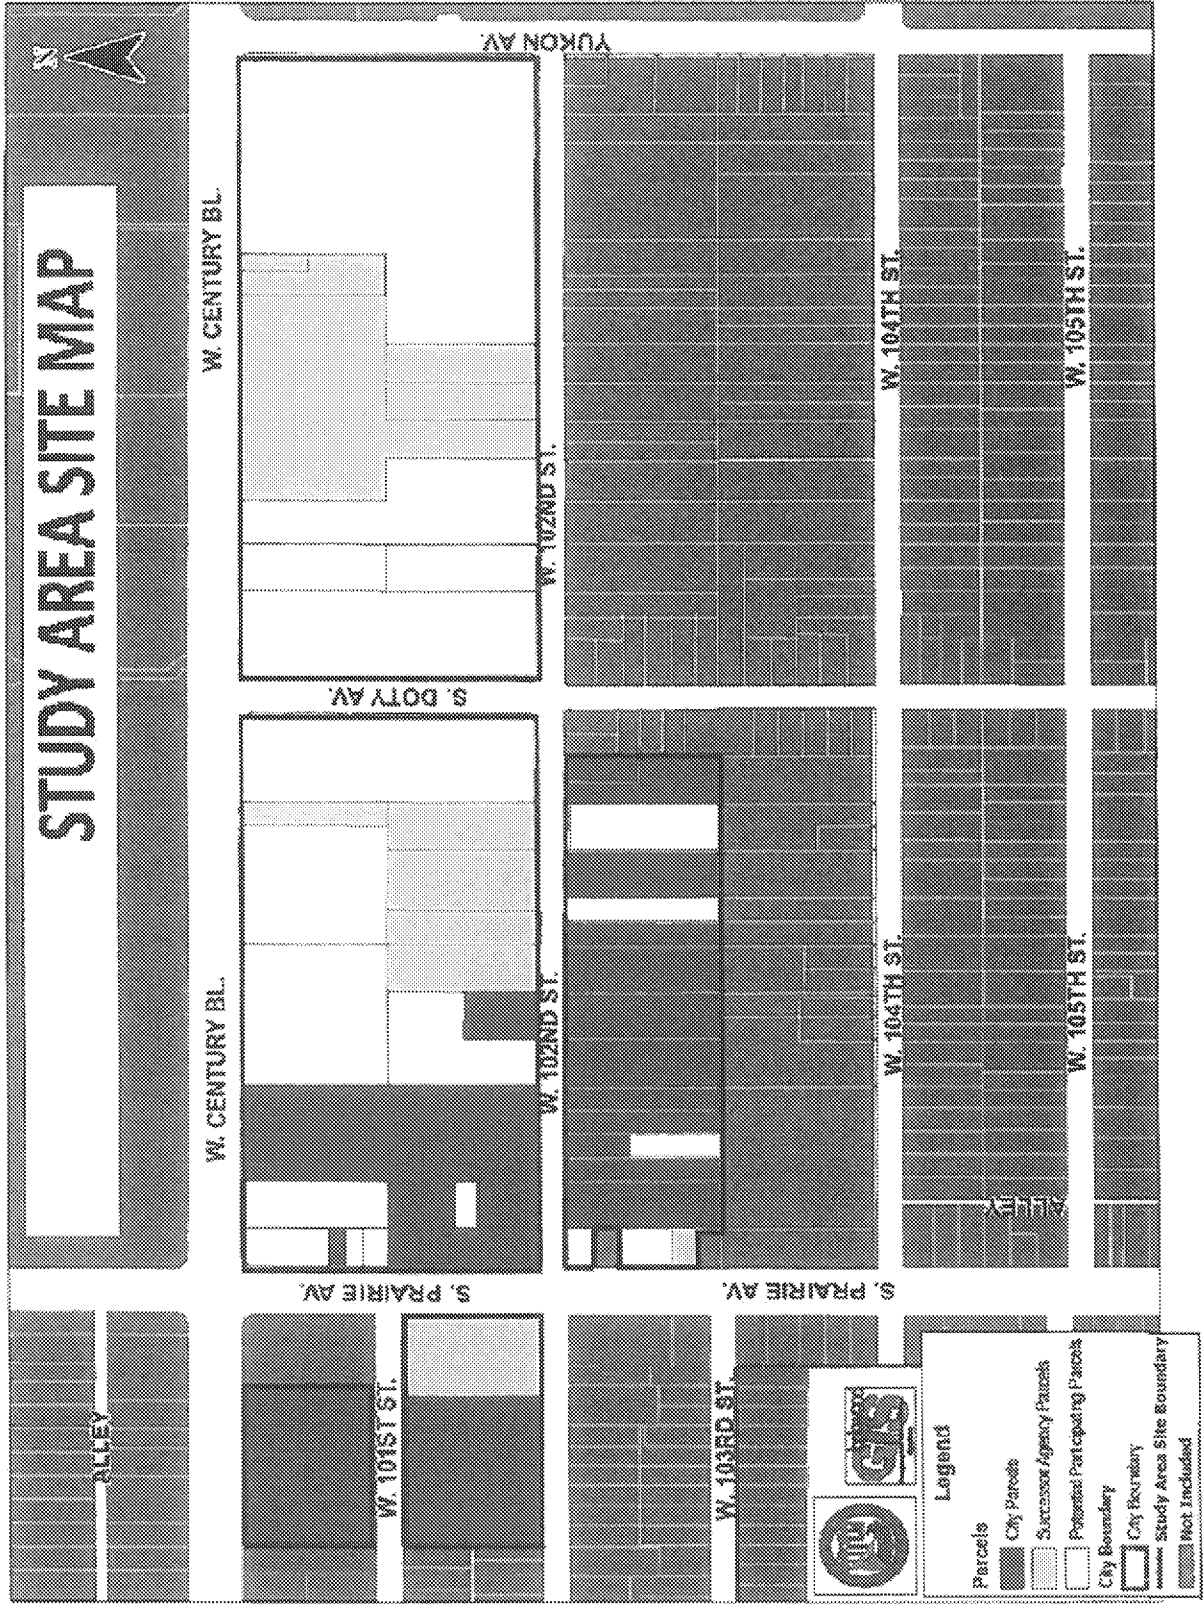 STUDY AREA SITE MAP
N
ALLEY
W. CENTURY BL.
W. CENTURY BL.
YUKON AV.
S. DOTY AV.
S. PRAIRIE AV.
S. PRAIRIE AV.
W. 101ST ST.
W. 102ND ST.
W. 102ND ST.
W. 103RD ST.
W. 104TH ST.
W. 104TH ST.
ALLEY
W. 105TH ST.
W. 105TH ST.
GIS
Legend
Parcels
City Parcels
Successor Agency Parcels
Potential Participating Parcels
City Boundary
City Boundary
Study Area Site Boundary
Not Included